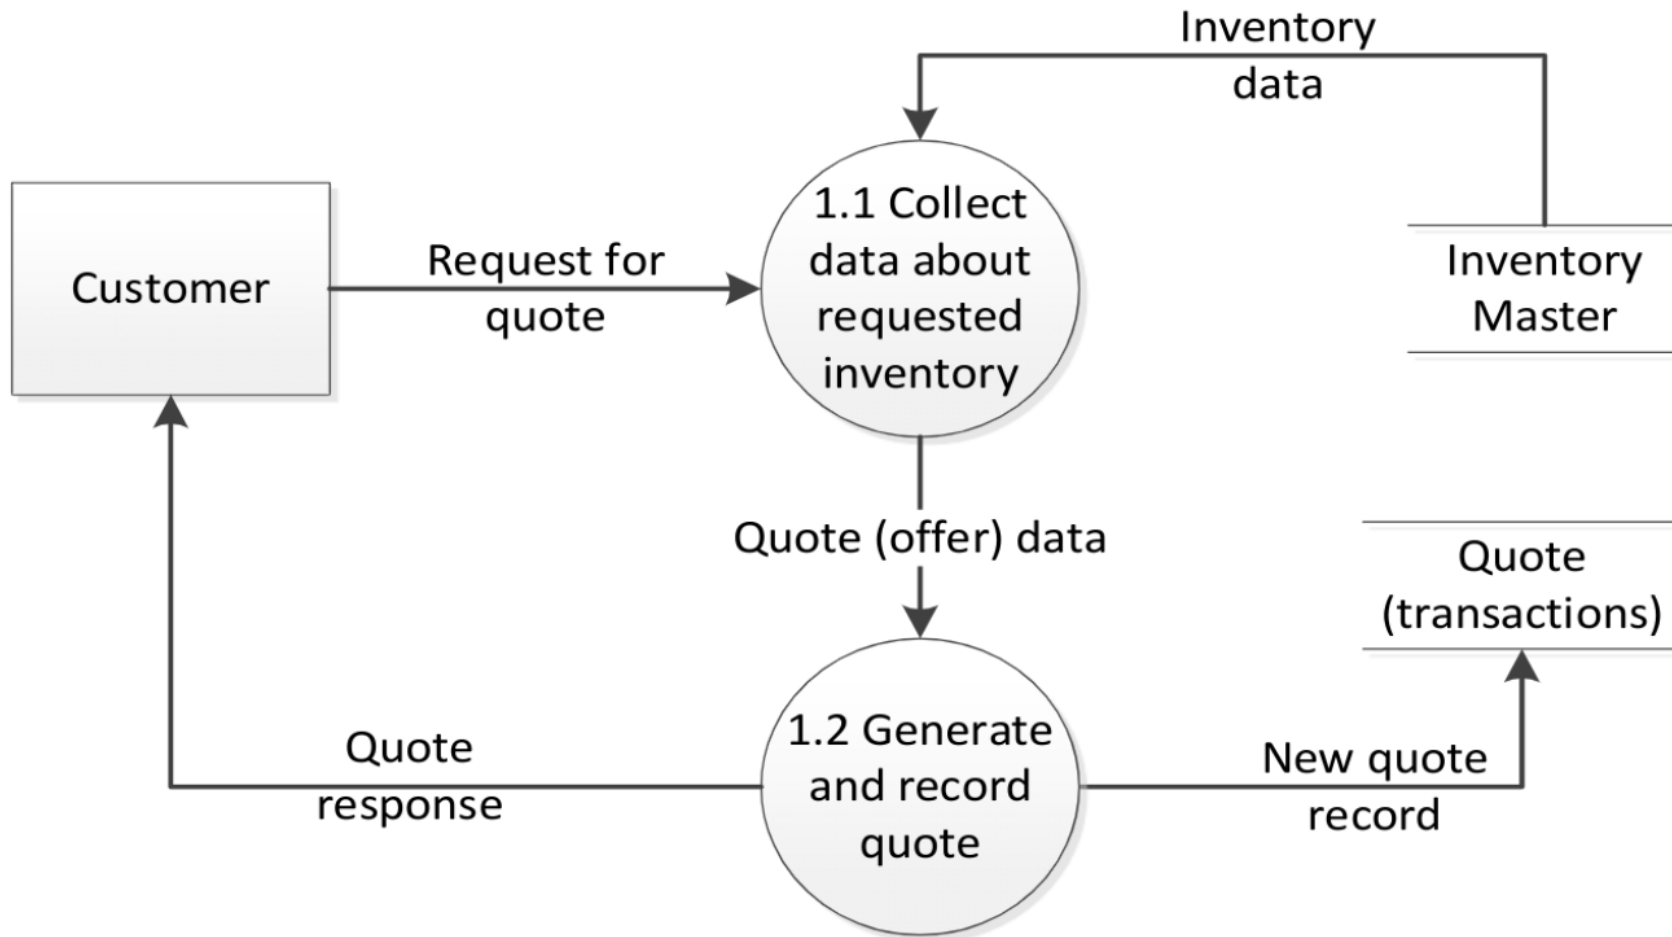 Inventory
data
1.1 Collect
data about
requested
inventory
Customer
Request for
quote
Inventory
Master
Quote (offer) data
Quote
(transactions)
1.2 Generate
and record
quote
Quote
response
New quote
record